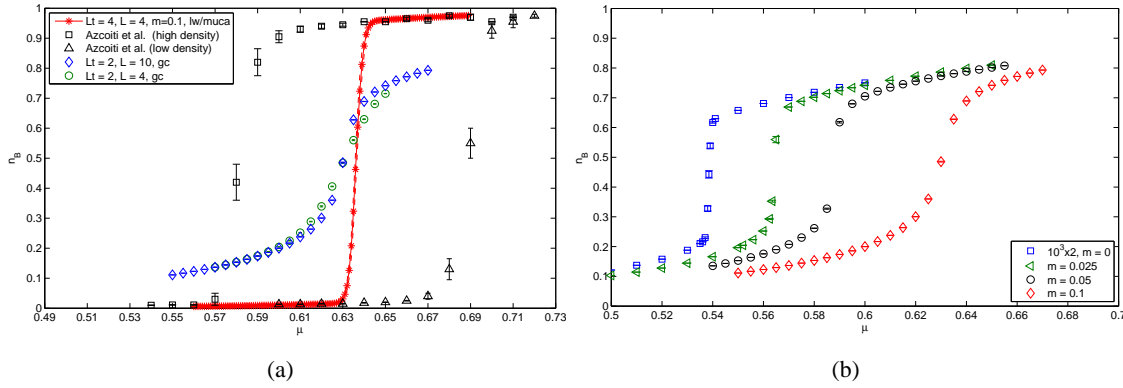 Lt = 4, L = 4, m=0.1, lw/muca
Azcoiti et al. (high density)
Azcoiti et al. (low density)
Lt = 2, L = 10, gc
Lt = 2, L = 4, gc
1
0.9
0.8
0.7
0.6
0.5
0.4
0.3
0.2
0.1
0
n_B
0.49 0.51 0.53 0.55 0.57 0.59 0.61 0.63 0.65 0.67 0.69 0.71 0.73
μ
(a)
1
0.9
0.8
0.7
0.6
0.5
0.4
0.3
0.2
0.1
0
n_B
10³x2, m = 0
m = 0.025
m = 0.05
m = 0.1
0.5 0.52 0.54 0.56 0.58 0.6 0.62 0.64 0.66 0.68 0.7
μ
(b)